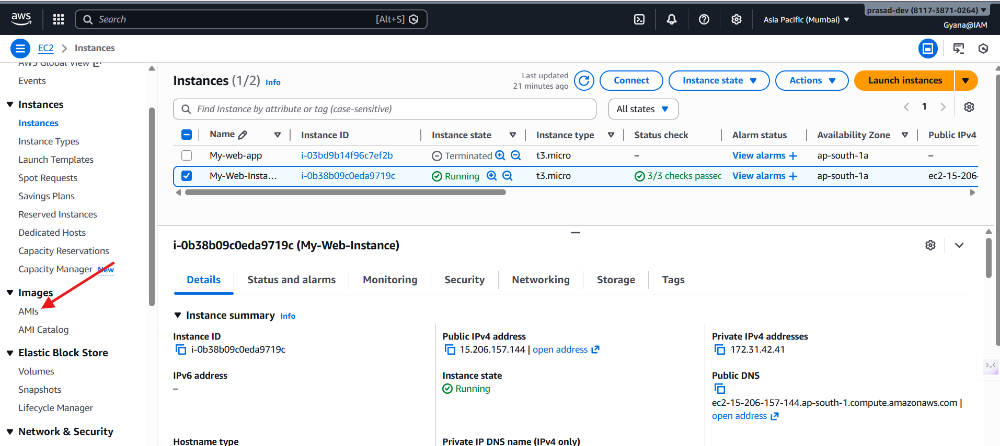 aws
Search
[Alt+S]
Asia Pacific (Mumbai)
prasad-dev (8117-3871-0264)
Gyana@IAM
EC2
Instances
AWS Global View
Events
Instances
Instances
Instance Types
Launch Templates
Spot Requests
Savings Plans
Reserved Instances
Dedicated Hosts
Capacity Reservations
Capacity Manager New
Images
AMIs
AMI Catalog
Elastic Block Store
Volumes
Snapshots
Lifecycle Manager
Network & Security
Instances (1/2) Info
Last updated
21 minutes ago
Connect
Instance state
Actions
Launch instances
Find Instance by attribute or tag (case-sensitive)
All states
1
Name Instance ID Instance state Instance type Status check Alarm status Availability Zone Public IPv4
My-web-app i-03bd9b14f96c7ef2b Terminated t3.micro – View alarms + ap-south-1a –
My-Web-Insta... i-0b38b09c0eda9719c Running t3.micro 3/3 checks passed View alarms + ap-south-1a ec2-15-206-
i-0b38b09c0eda9719c (My-Web-Instance)
Details Status and alarms Monitoring Security Networking Storage Tags
Instance summary Info
Instance ID
i-0b38b09c0eda9719c
Public IPv4 address
15.206.157.144 | open address
Private IPv4 addresses
172.31.42.41
IPv6 address
–
Instance state
Running
Public DNS
ec2-15-206-157-144.ap-south-1.compute.amazonaws.com |
open address
Hostname type
Private IP DNS name (IPv4 only)